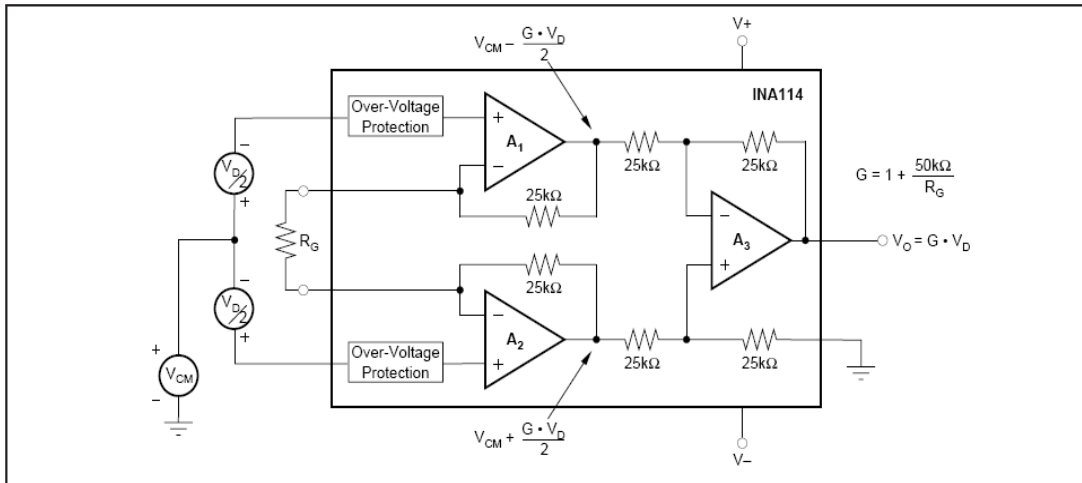 V+
V_CM – G • V_D / 2
INA114
Over-Voltage
Protection
+
A₁
–
25kΩ
25kΩ
25kΩ
–
V_D/2
+
G = 1 + 50kΩ / R_G
R_G
–
A₃
+
V_O = G • V_D
25kΩ
–
V_D/2
+
–
A₂
+
25kΩ
25kΩ
Over-Voltage
Protection
+
V_CM
–
V_CM + G • V_D / 2
V–